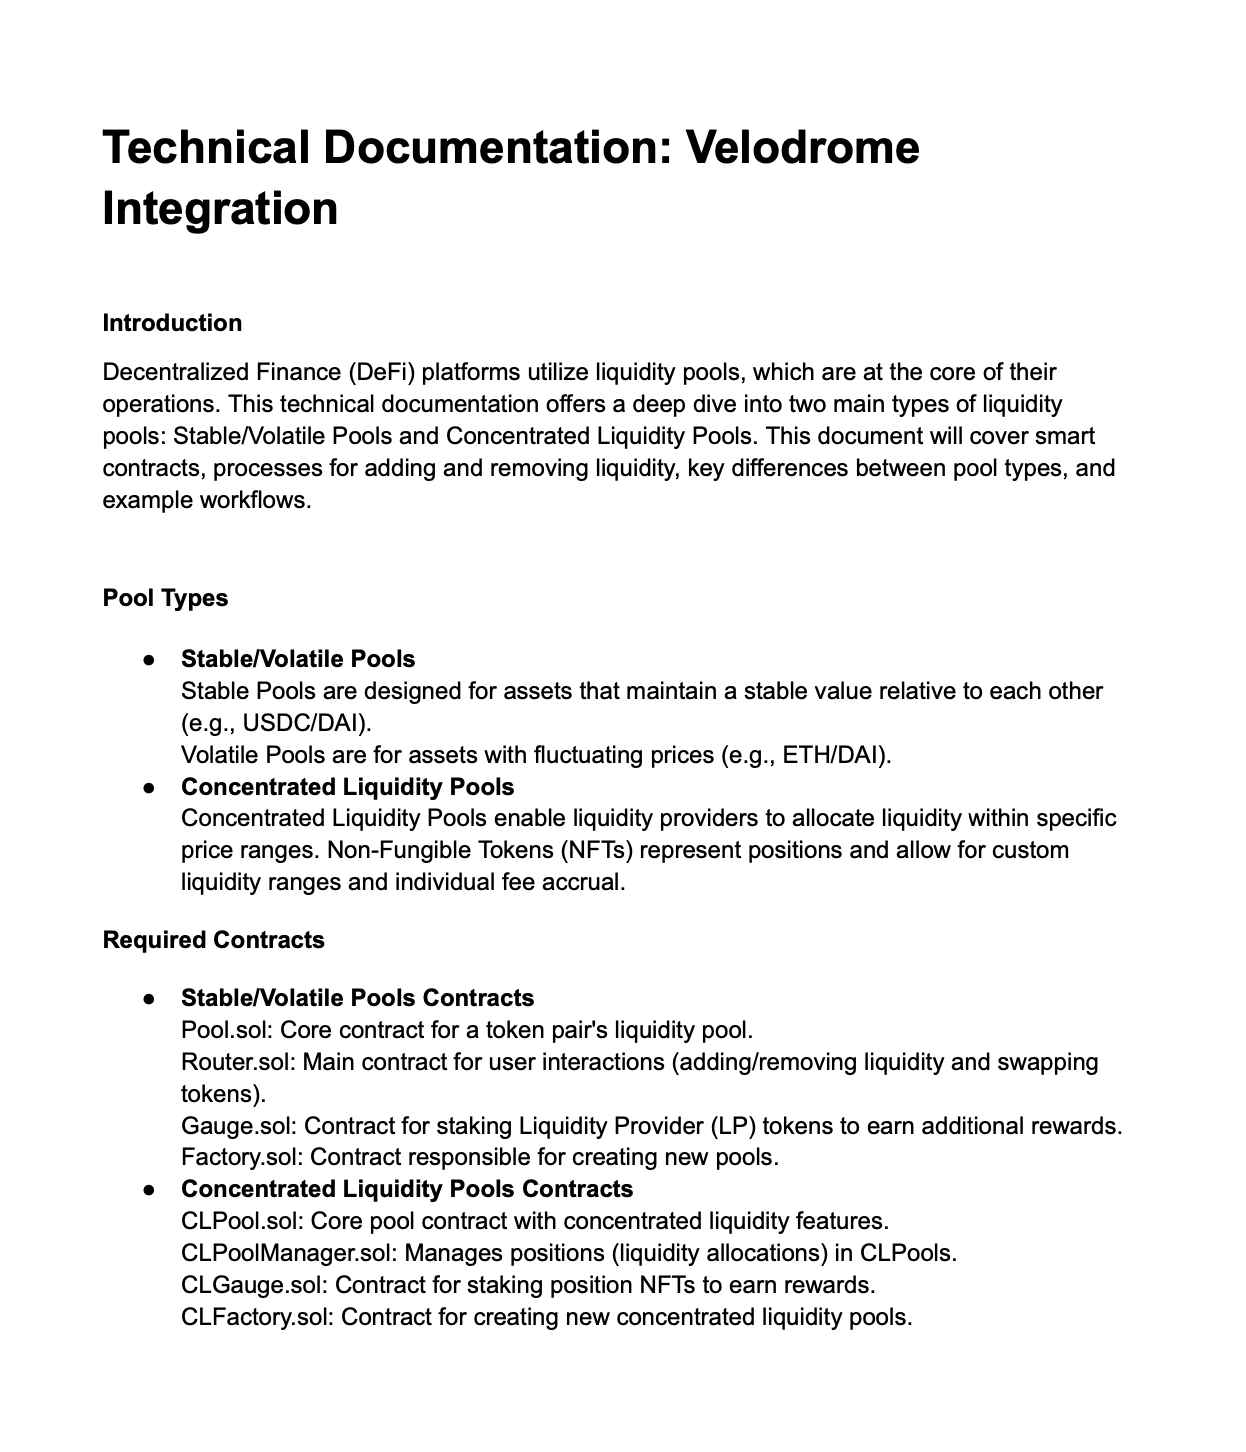 Technical Documentation: Velodrome
Integration
Introduction
Decentralized Finance (DeFi) platforms utilize liquidity pools, which are at the core of their
operations. This technical documentation offers a deep dive into two main types of liquidity
pools: Stable/Volatile Pools and Concentrated Liquidity Pools. This document will cover smart
contracts, processes for adding and removing liquidity, key differences between pool types, and
example workflows.
Pool Types
● Stable/Volatile Pools
Stable Pools are designed for assets that maintain a stable value relative to each other
(e.g., USDC/DAI).
Volatile Pools are for assets with fluctuating prices (e.g., ETH/DAI).
● Concentrated Liquidity Pools
Concentrated Liquidity Pools enable liquidity providers to allocate liquidity within specific
price ranges. Non-Fungible Tokens (NFTs) represent positions and allow for custom
liquidity ranges and individual fee accrual.
Required Contracts
● Stable/Volatile Pools Contracts
Pool.sol: Core contract for a token pair's liquidity pool.
Router.sol: Main contract for user interactions (adding/removing liquidity and swapping
tokens).
Gauge.sol: Contract for staking Liquidity Provider (LP) tokens to earn additional rewards.
Factory.sol: Contract responsible for creating new pools.
● Concentrated Liquidity Pools Contracts
CLPool.sol: Core pool contract with concentrated liquidity features.
CLPoolManager.sol: Manages positions (liquidity allocations) in CLPools.
CLGauge.sol: Contract for staking position NFTs to earn rewards.
CLFactory.sol: Contract for creating new concentrated liquidity pools.